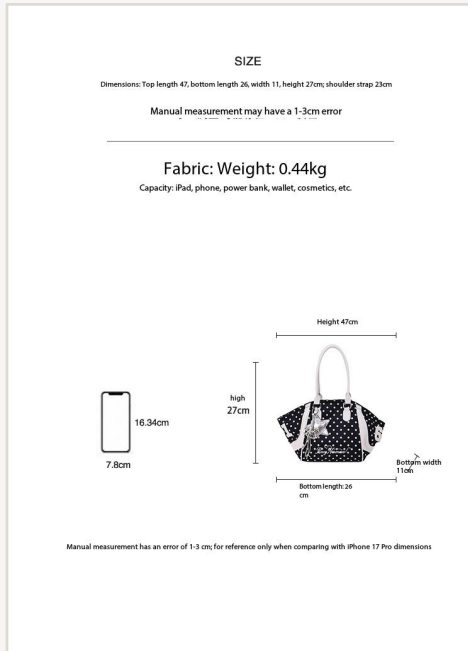 SIZE
Dimensions: Top length 47, bottom length 26, width 11, height 27cm; shoulder strap 23cm
Manual measurement may have a 1-3cm error
Fabric: Weight: 0.44kg
Capacity: iPad, phone, power bank, wallet, cosmetics, etc.
Height 47cm
high
27cm
16.34cm
7.8cm
Bottom width
11cm
Bottom length: 26
cm
Manual measurement has an error of 1-3 cm; for reference only when comparing with iPhone 17 Pro dimensions